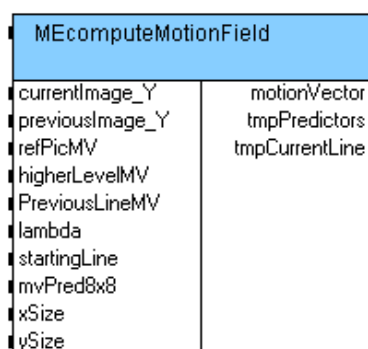 MEcomputeMotionField
currentImage_Y motionVector
previousImage_Y tmpPredictors
refPicMV tmpCurrentLine
higherLevelMV
PreviousLineMV
lambda
startingLine
mvPred8x8
xSize
ySize